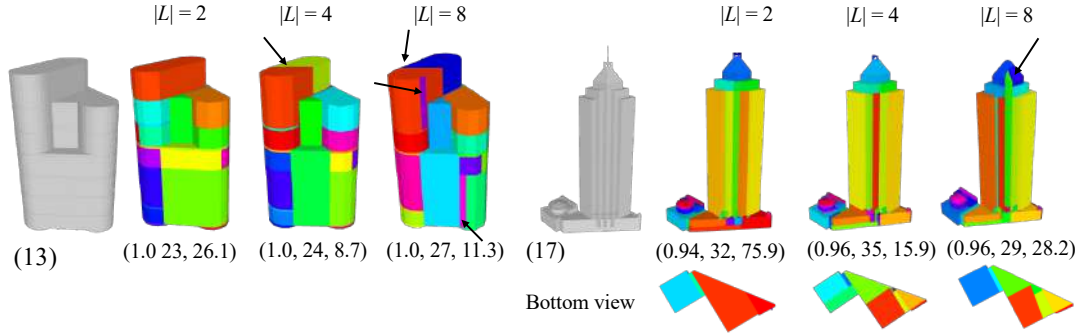 |L| = 2 |L| = 4 |L| = 8 |L| = 2 |L| = 4 |L| = 8
(13) (1.0 23, 26.1) (1.0, 24, 8.7) (1.0, 27, 11.3) (17) (0.94, 32, 75.9) (0.96, 35, 15.9) (0.96, 29, 28.2)
Bottom view